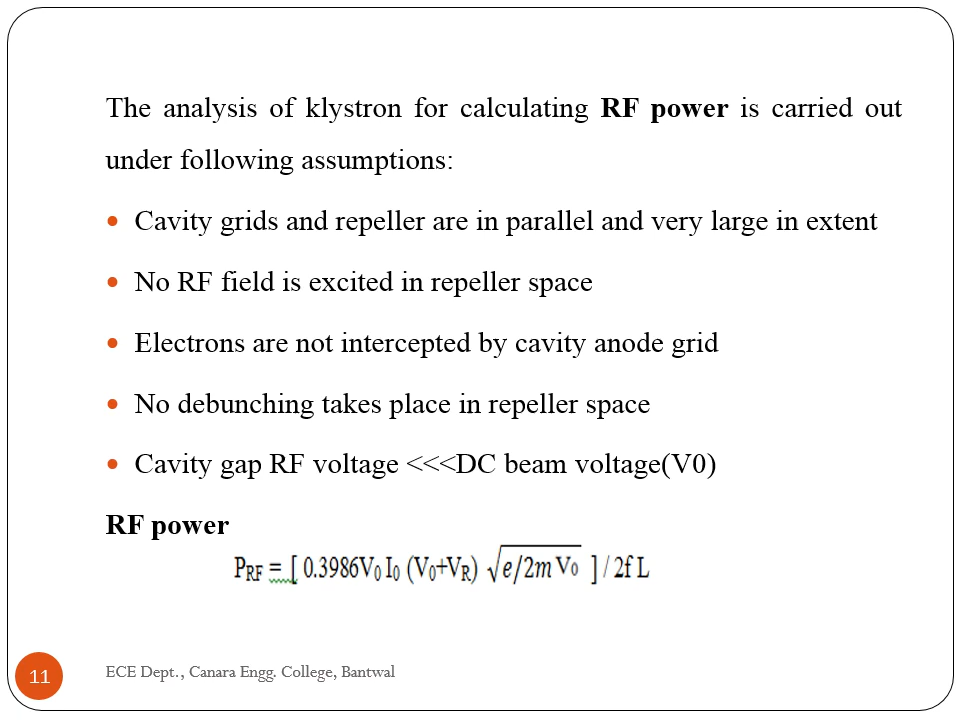 The analysis of klystron for calculating RF power is carried out
under following assumptions:
• Cavity grids and repeller are in parallel and very large in extent
• No RF field is excited in repeller space
• Electrons are not intercepted by cavity anode grid
• No debunching takes place in repeller space
• Cavity gap RF voltage <<<DC beam voltage(V0)
RF power
P_RF = [ 0.3986V₀ I₀ (V₀+V_R) √(e/2m V₀) ] / 2f L
11 ECE Dept., Canara Engg. College, Bantwal